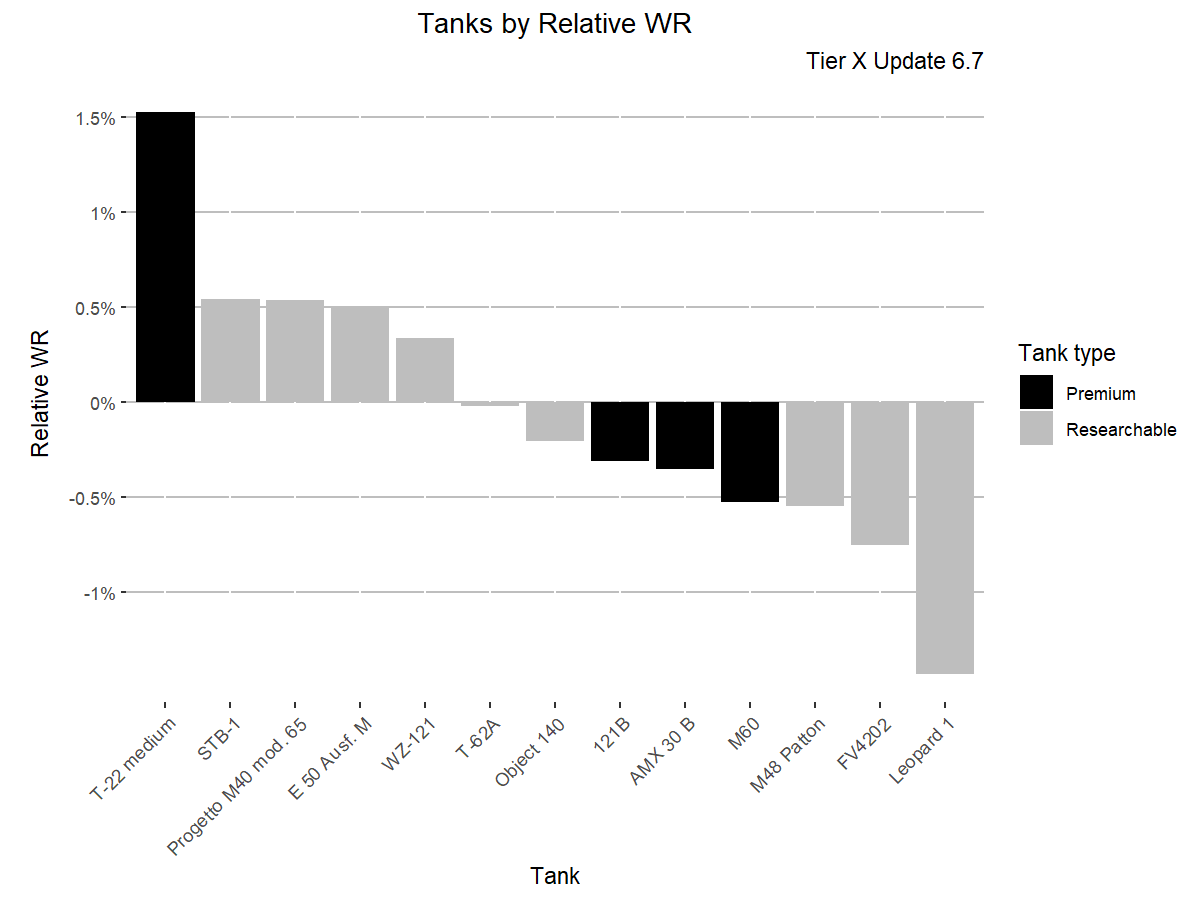 Tanks by Relative WR
Tier X Update 6.7
1.5%
1%
0.5%
0%
-0.5%
-1%
Relative WR
T-22 medium
STB-1
Progetto M40 mod. 65
E 50 Ausf. M
WZ-121
T-62A
Object 140
121B
AMX 30 B
M60
M48 Patton
FV4202
Leopard 1
Tank
Tank type
Premium
Researchable